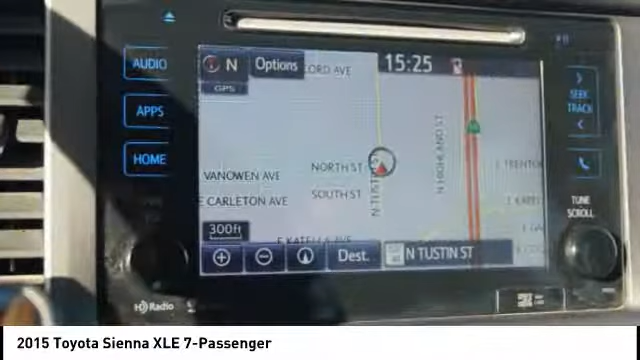 AUDIO
APPS
HOME
N
Options
GPS
15:25
SEEK
TRACK
VANOWEN AVE
NORTH ST
E CARLETON AVE
SOUTH ST
E KATELLA AVE
N TUSTIN ST
N HIGHLAND ST
300ft
Dest.
N TUSTIN ST
TUNE
SCROLL
HD Radio
2015 Toyota Sienna XLE 7-Passenger